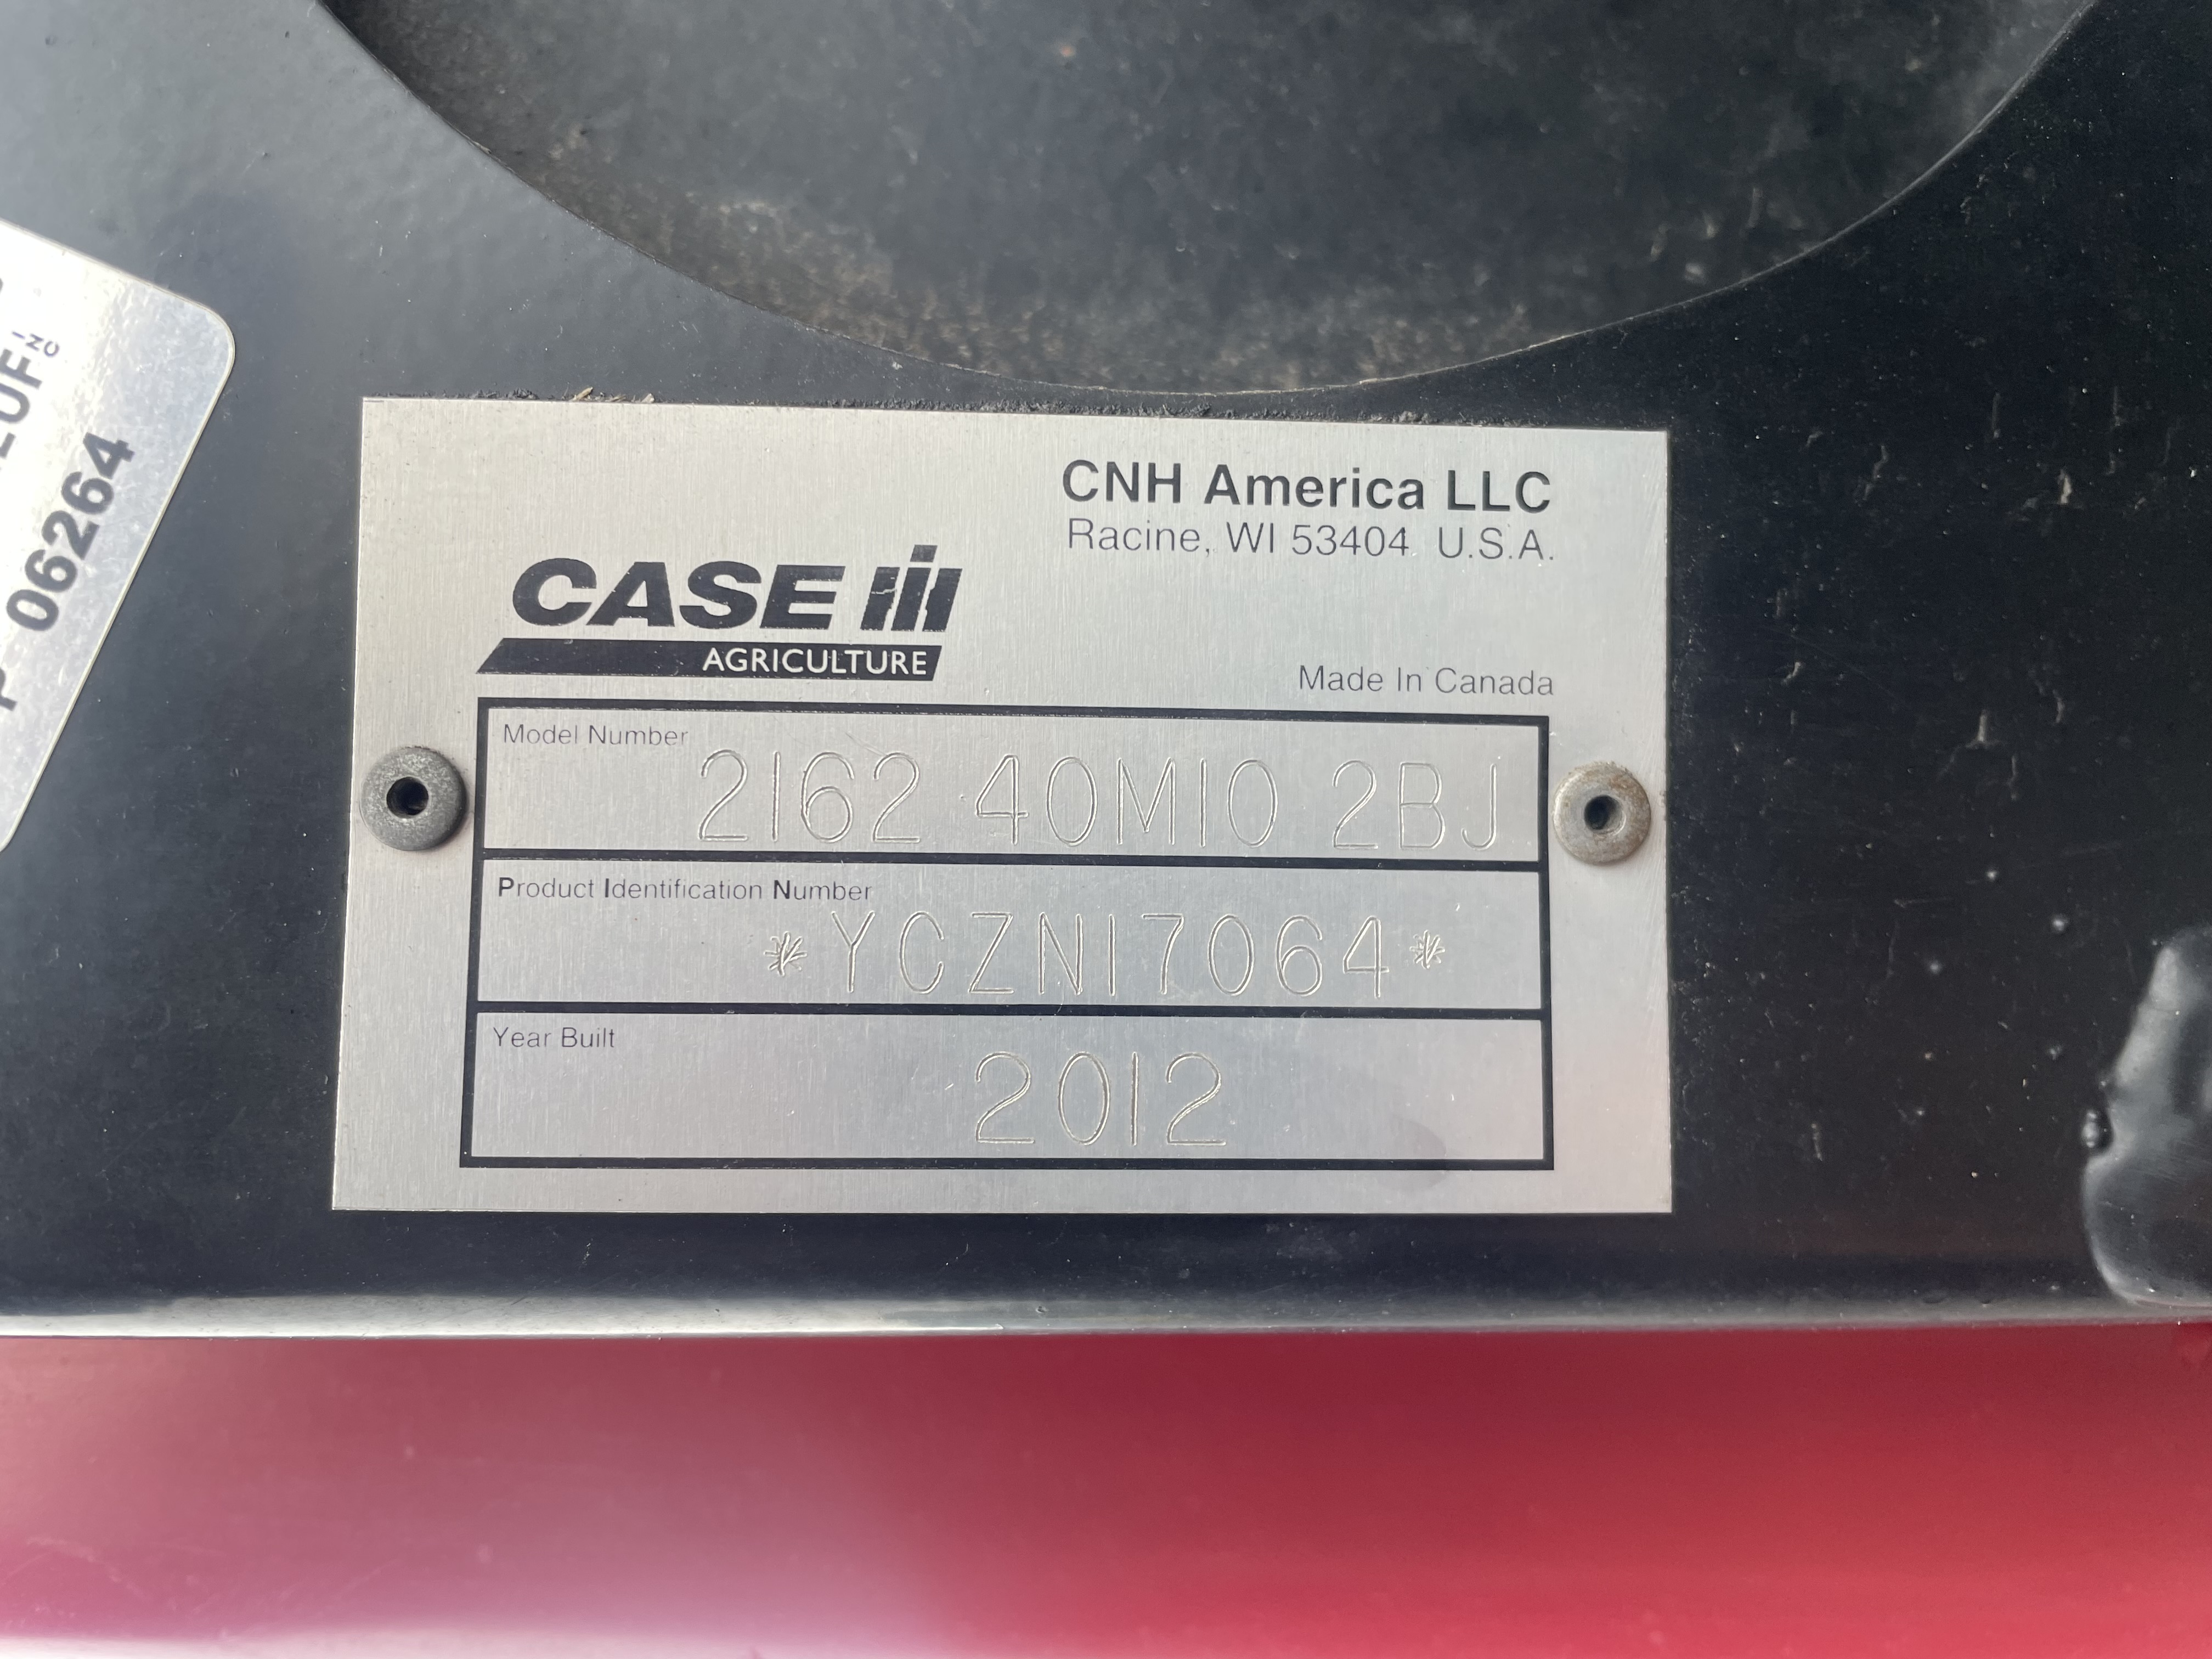 CNH America LLC
Racine, WI 53404 U.S.A.
CASE IH
AGRICULTURE
Made In Canada
Model Number
2162 40M10 2BJ
Product Identification Number
*YCZN17064*
Year Built
2012
06264